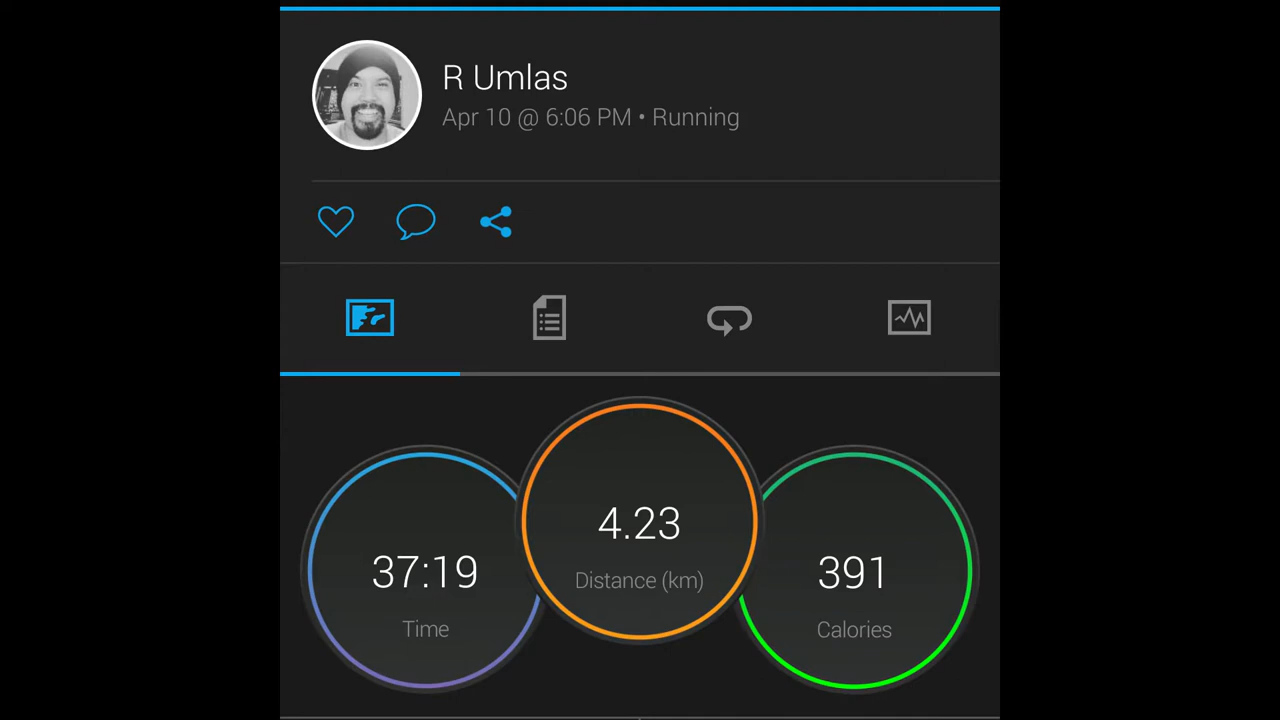 R Umlas
Apr 10 @ 6:06 PM • Running
4.23
Distance (km)
37:19
Time
391
Calories